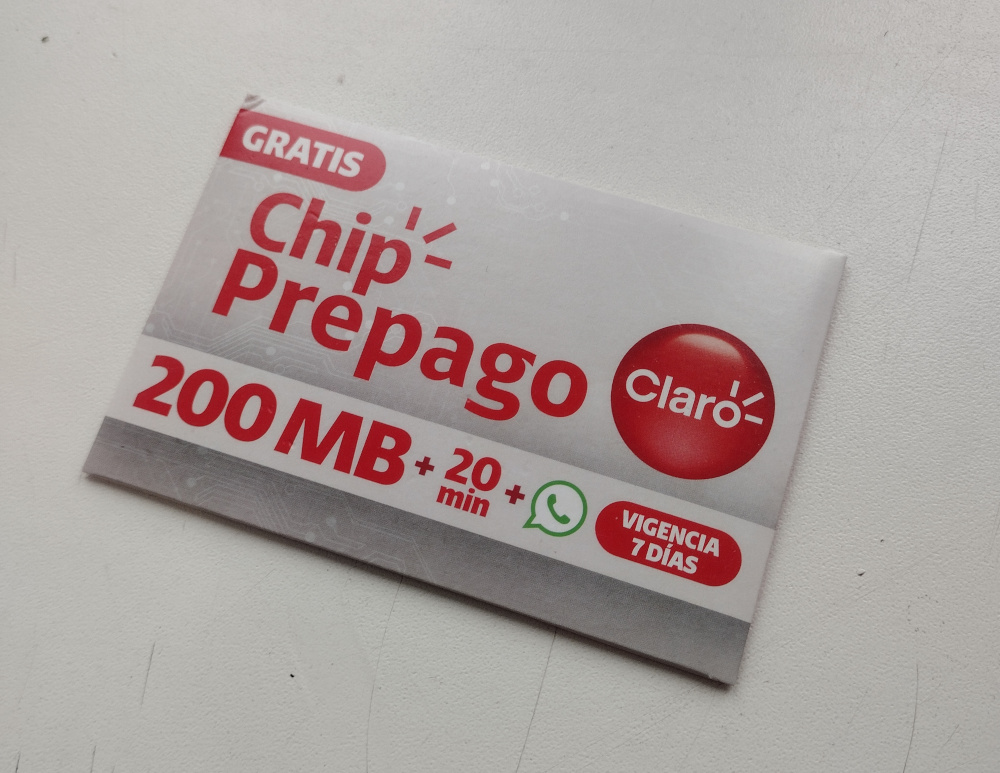 GRATIS
Chip
Prepago
Claro
200 MB + 20 min +
VIGENCIA
7 DÍAS